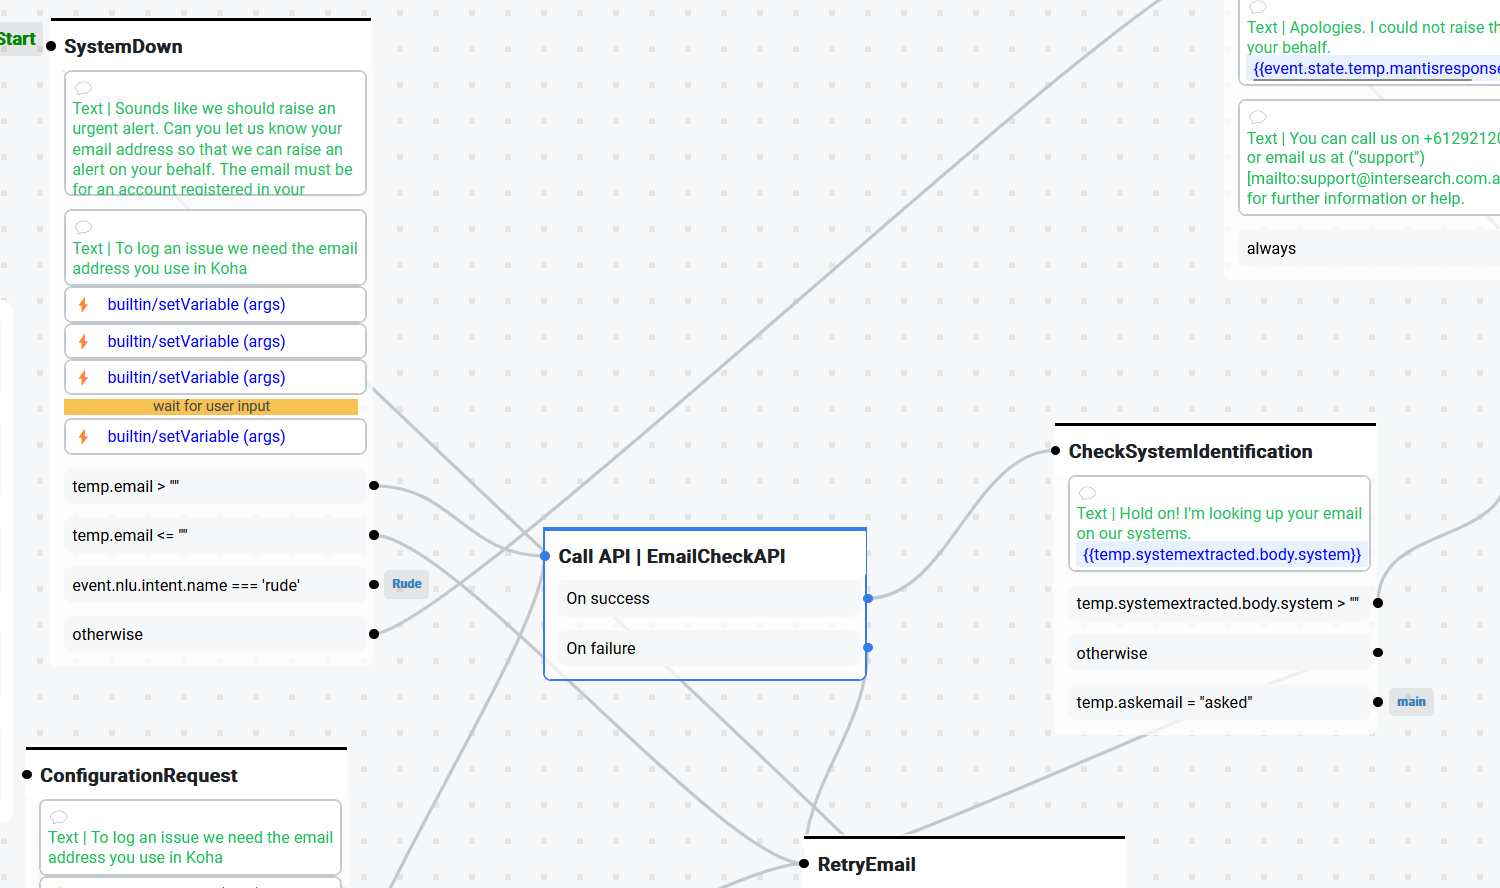 Start
SystemDown
Text | Sounds like we should raise an
urgent alert. Can you let us know your
email address so that we can raise an
alert on your behalf. The email must be
for an account registered in your
Text | To log an issue we need the email
address you use in Koha
builtin/setVariable (args)
builtin/setVariable (args)
builtin/setVariable (args)
wait for user input
builtin/setVariable (args)
temp.email > ""
temp.email <= ""
event.nlu.intent.name === 'rude'
Rude
otherwise
ConfigurationRequest
Text | To log an issue we need the email
address you use in Koha
Call API | EmailCheckAPI
On success
On failure
RetryEmail
Text | Apologies. I could not raise th
your behalf.
{{event.state.temp.mantisresponse
Text | You can call us on +61292120
or email us at ("support")
[mailto:support@intersearch.com.a
for further information or help.
always
CheckSystemIdentification
Text | Hold on! I'm looking up your email
on our systems.
{{temp.systemextracted.body.system}}
temp.systemextracted.body.system > ""
otherwise
temp.askemail = "asked"
main